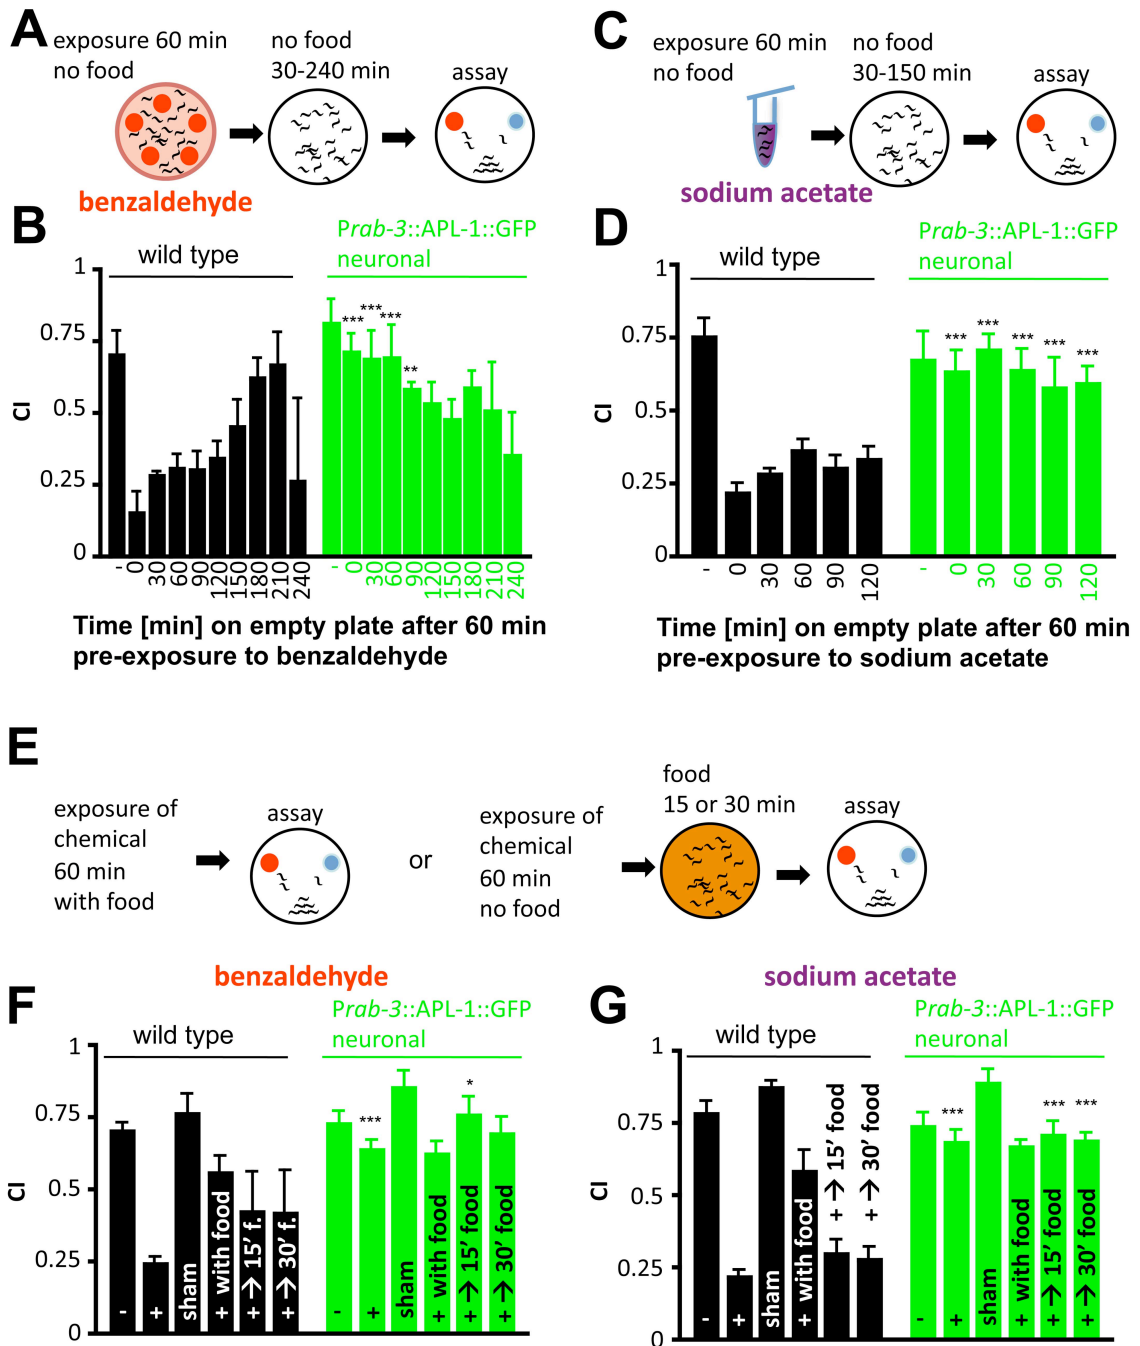 A
exposure 60 min
no food
no food
30-240 min
assay
benzaldehyde
C
exposure 60 min
no food
no food
30-150 min
assay
sodium acetate
B
wild type
Prab-3::APL-1::GFP
neuronal
1
0.75
0.5
0.25
0
CI
*** *** *** **
- 0 30 60 90 120 150 180 210 240
- 0 30 60 90 120 150 180 210 240
Time [min] on empty plate after 60 min
pre-exposure to benzaldehyde
D
wild type
Prab-3::APL-1::GFP
neuronal
1
0.75
0.5
0.25
0
CI
*** *** *** *** ***
- 0 30 60 90 120
- 0 30 60 90 120
Time [min] on empty plate after 60 min
pre-exposure to sodium acetate
E
exposure of
chemical
60 min
with food
assay
or
exposure of
chemical
60 min
no food
food
15 or 30 min
assay
F
benzaldehyde
wild type
Prab-3::APL-1::GFP
neuronal
1
0.75
0.5
0.25
0
CI
*** *
-
+
sham
+ with food
+ → 15’ f.
+ → 30’ f.
-
+
sham
+ with food
+ → 15’ food
+ → 30’ food
G
sodium acetate
wild type
Prab-3::APL-1::GFP
neuronal
1
0.75
0.5
0.25
0
CI
*** *** ***
-
+
sham
+ with food
+ → 15’ food
+ → 30’ food
-
+
sham
+ with food
+ → 15’ food
+ → 30’ food